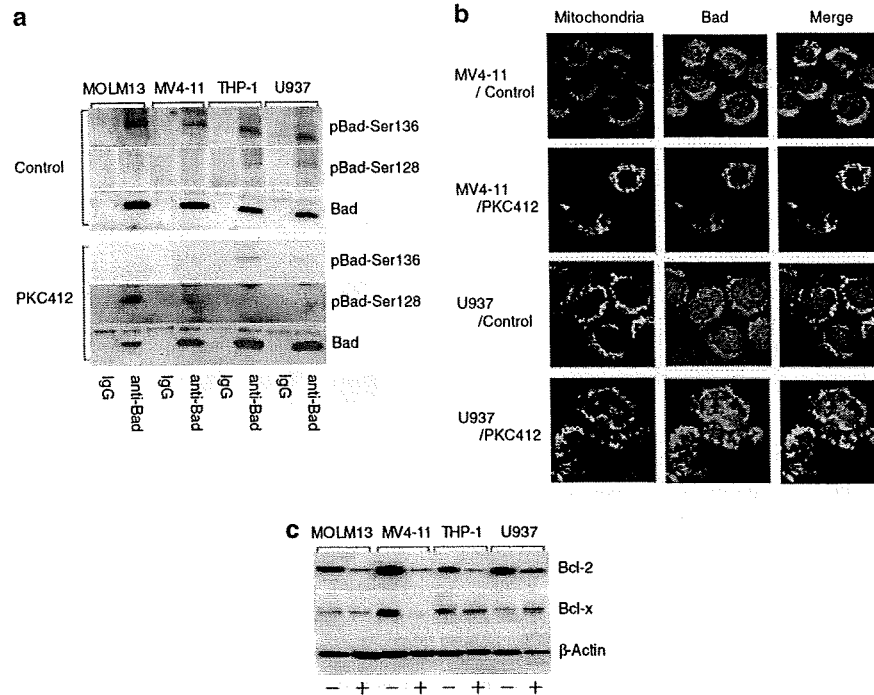 a
MOLM13 MV4-11 THP-1 U937
Control
pBad-Ser136
pBad-Ser128
Bad
PKC412
pBad-Ser136
pBad-Ser128
Bad
IgG anti-Bad IgG anti-Bad IgG anti-Bad IgG anti-Bad
b
Mitochondria Bad Merge
MV4-11
/ Control
MV4-11
/PKC412
U937
/Control
U937
/PKC412
c
MOLM13 MV4-11 THP-1 U937
Bcl-2
Bcl-x
β-Actin
− + − + − + − +